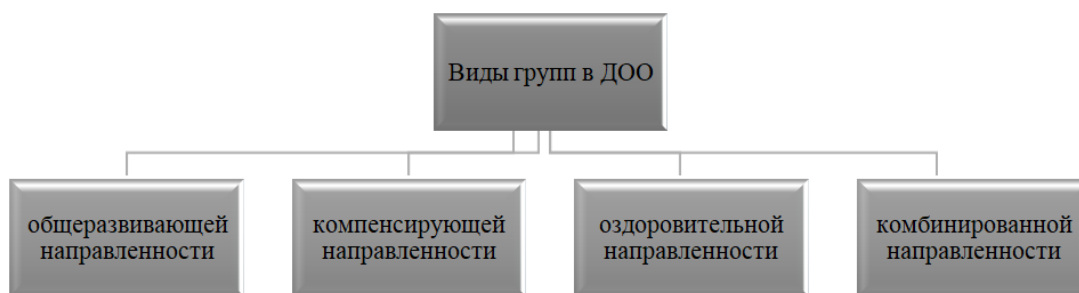 Виды групп в ДОО
общеразвивающей
направленности
компенсирующей
направленности
оздоровительной
направленности
комбинированной
направленности